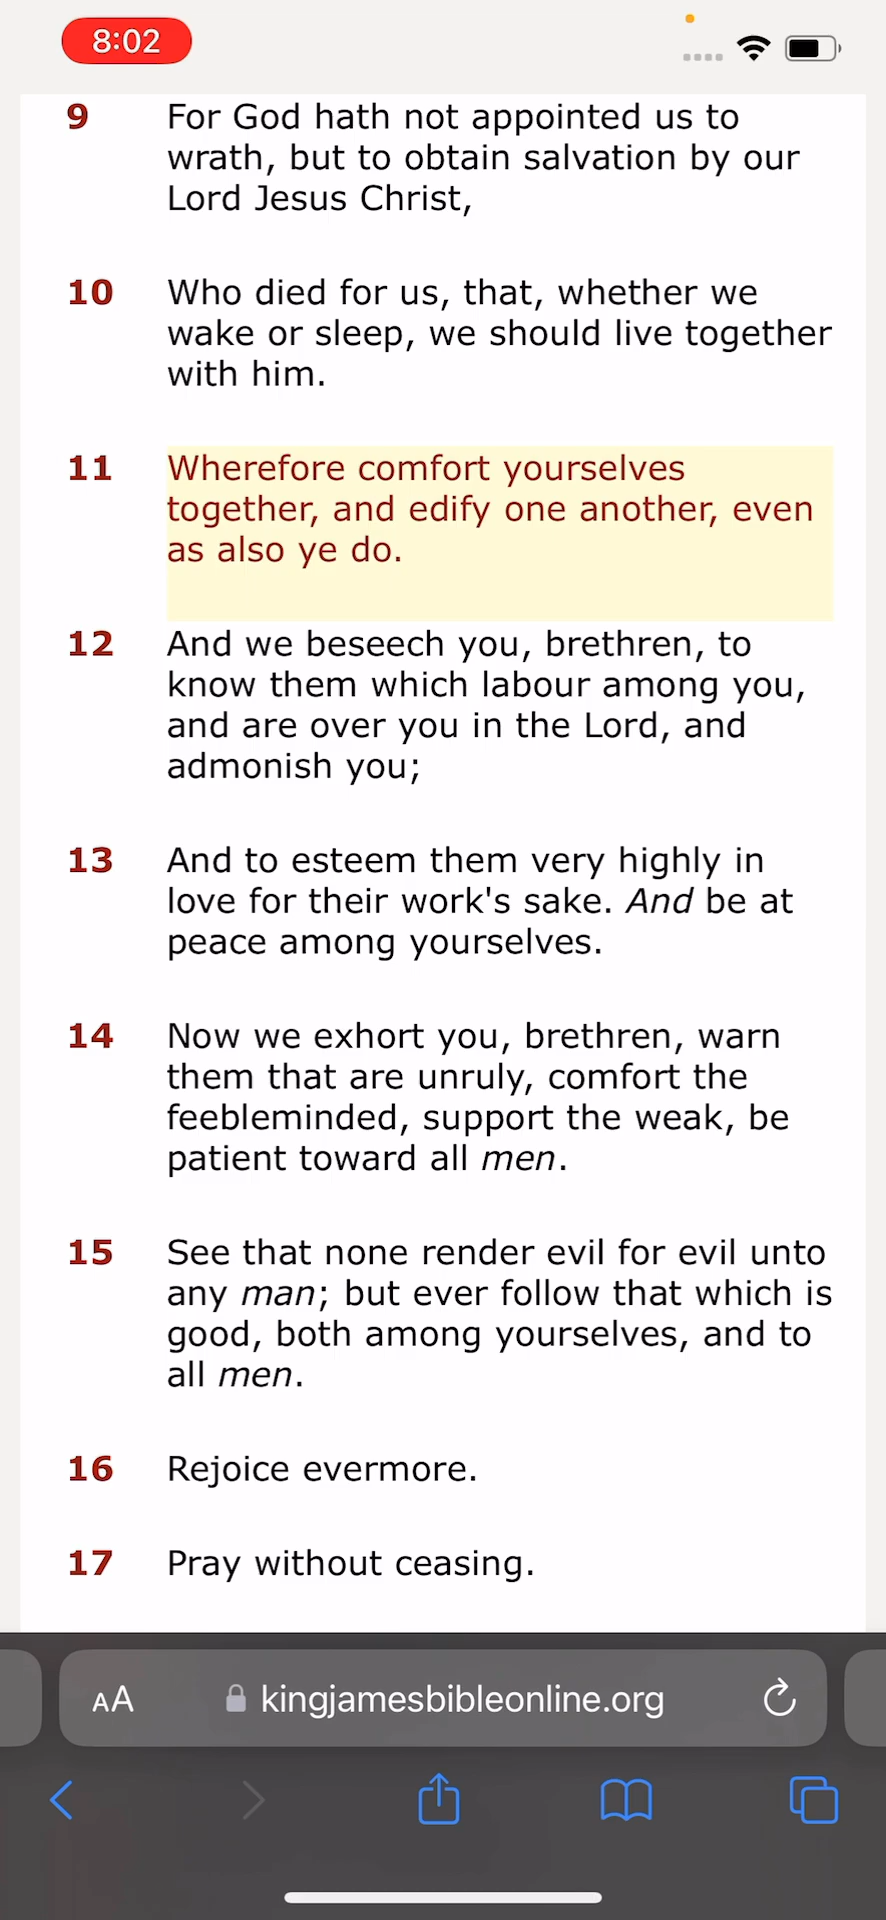 8:02
9 For God hath not appointed us to
wrath, but to obtain salvation by our
Lord Jesus Christ,
10 Who died for us, that, whether we
wake or sleep, we should live together
with him.
11 Wherefore comfort yourselves
together, and edify one another, even
as also ye do.
12 And we beseech you, brethren, to
know them which labour among you,
and are over you in the Lord, and
admonish you;
13 And to esteem them very highly in
love for their work's sake. And be at
peace among yourselves.
14 Now we exhort you, brethren, warn
them that are unruly, comfort the
feebleminded, support the weak, be
patient toward all men.
15 See that none render evil for evil unto
any man; but ever follow that which is
good, both among yourselves, and to
all men.
16 Rejoice evermore.
17 Pray without ceasing.
AA kingjamesbibleonline.org